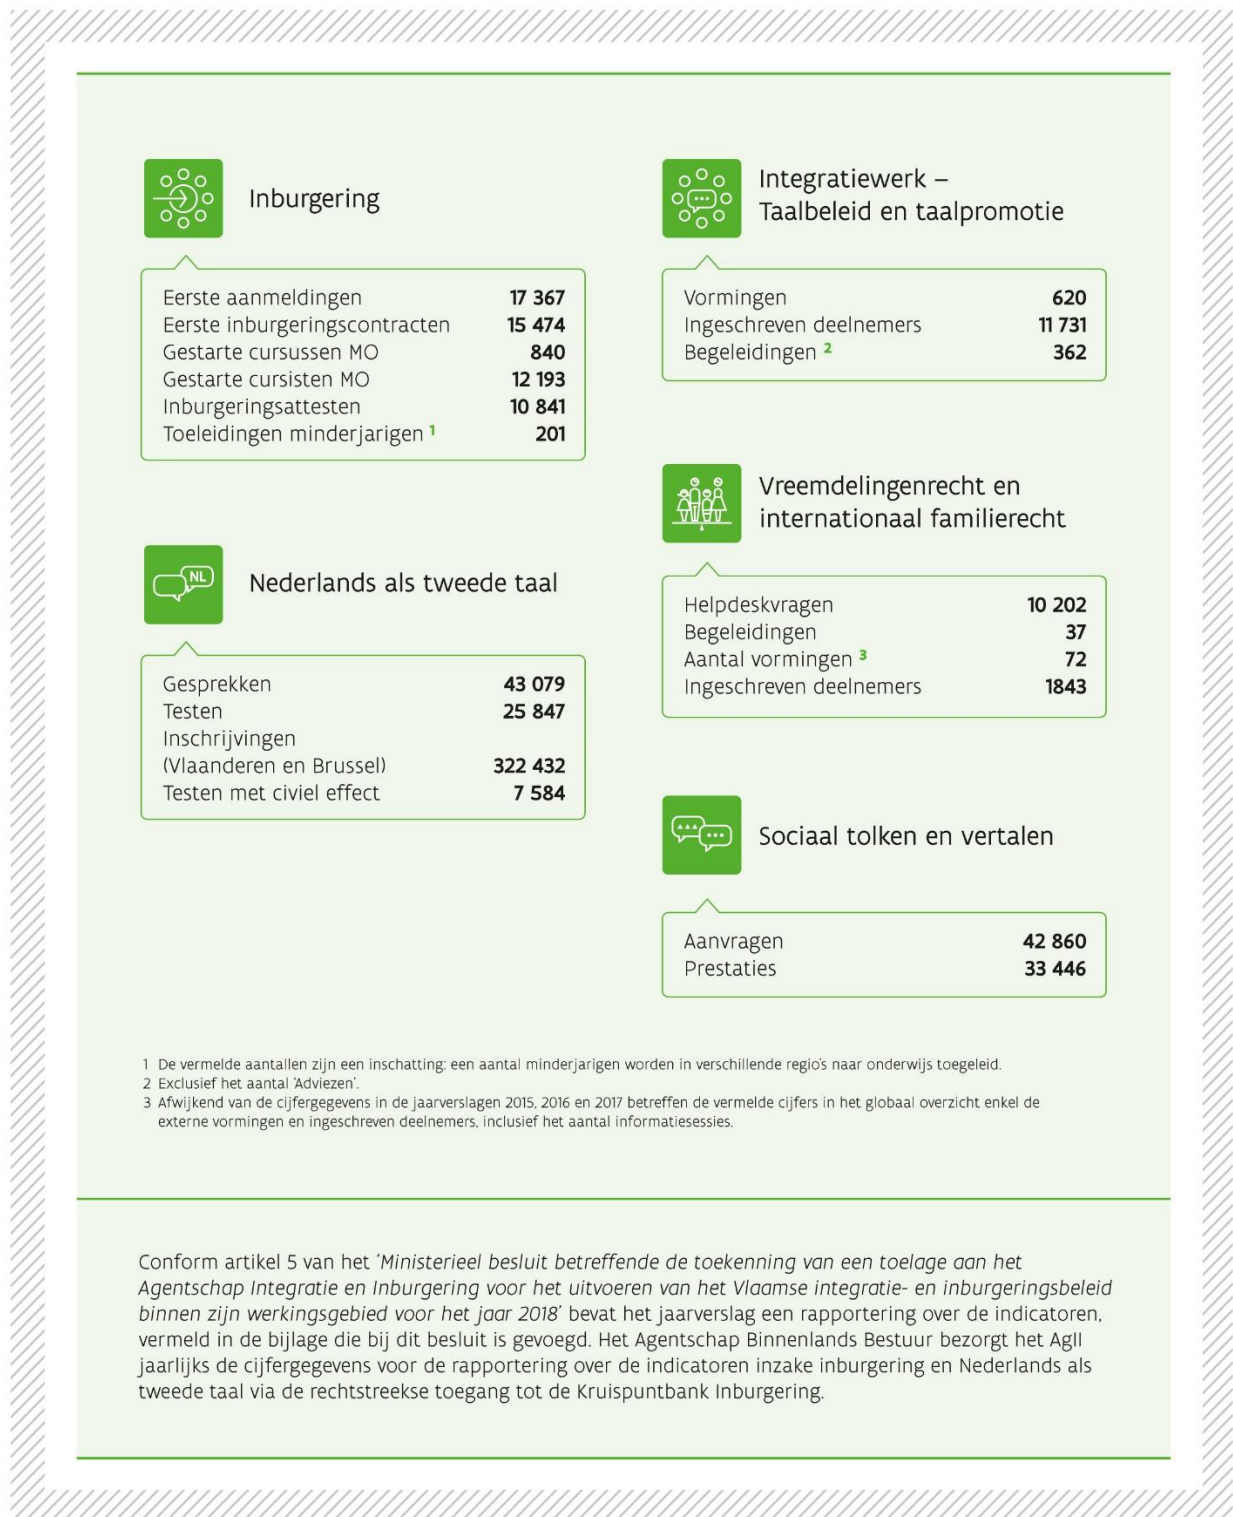 Inburgering
Eerste aanmeldingen 17 367
Eerste inburgeringscontracten 15 474
Gestarte cursussen MO 840
Gestarte cursisten MO 12 193
Inburgeringsattesten 10 841
Toeleidingen minderjarigen 1 201
NL
Nederlands als tweede taal
Gesprekken 43 079
Testen 25 847
Inschrijvingen
(Vlaanderen en Brussel) 322 432
Testen met civiel effect 7 584
Integratiewerk –
Taalbeleid en taalpromotie
Vormingen 620
Ingeschreven deelnemers 11 731
Begeleidingen 2 362
Vreemdelingenrecht en
internationaal familierecht
Helpdeskvragen 10 202
Begeleidingen 37
Aantal vormingen 3 72
Ingeschreven deelnemers 1843
Sociaal tolken en vertalen
Aanvragen 42 860
Prestaties 33 446
1 De vermelde aantallen zijn een inschatting: een aantal minderjarigen worden in verschillende regio's naar onderwijs toegeleid.
2 Exclusief het aantal 'Adviezen'.
3 Afwijkend van de cijfergegevens in de jaarverslagen 2015, 2016 en 2017 betreffen de vermelde cijfers in het globaal overzicht enkel de
externe vormingen en ingeschreven deelnemers, inclusief het aantal informatiesessies.
Conform artikel 5 van het 'Ministerieel besluit betreffende de toekenning van een toelage aan het
Agentschap Integratie en Inburgering voor het uitvoeren van het Vlaamse integratie- en inburgeringsbeleid
binnen zijn werkingsgebied voor het jaar 2018' bevat het jaarverslag een rapportering over de indicatoren,
vermeld in de bijlage die bij dit besluit is gevoegd. Het Agentschap Binnenlands Bestuur bezorgt het AgII
jaarlijks de cijfergegevens voor de rapportering over de indicatoren inzake inburgering en Nederlands als
tweede taal via de rechtstreekse toegang tot de Kruispuntbank Inburgering.